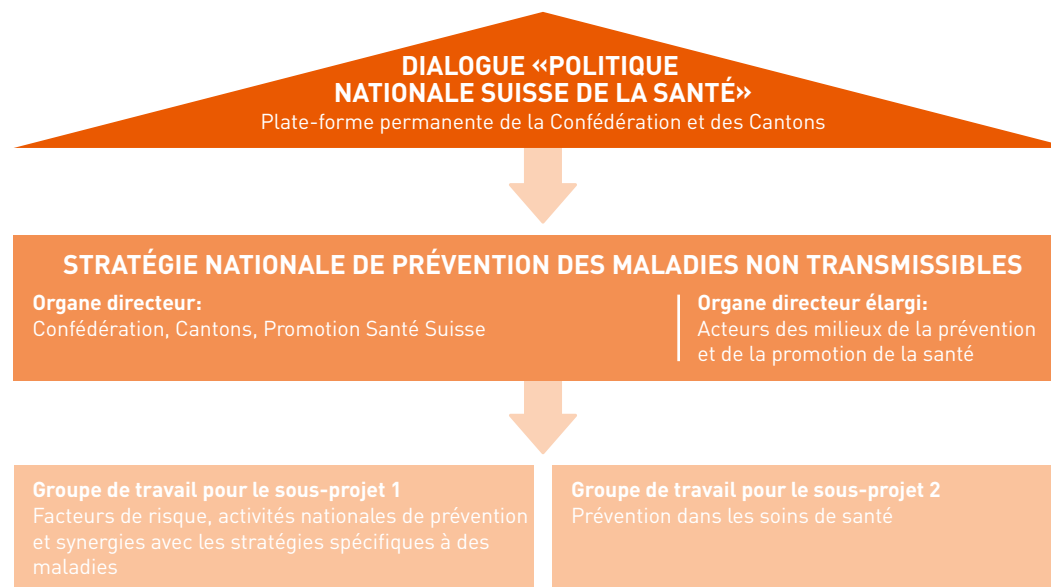 DIALOGUE «POLITIQUE
NATIONALE SUISSE DE LA SANTÉ»
Plate-forme permanente de la Confédération et des Cantons
STRATÉGIE NATIONALE DE PRÉVENTION DES MALADIES NON TRANSMISSIBLES
Organe directeur:
Confédération, Cantons, Promotion Santé Suisse
Organe directeur élargi:
Acteurs des milieux de la prévention
et de la promotion de la santé
Groupe de travail pour le sous-projet 1
Facteurs de risque, activités nationales de prévention
et synergies avec les stratégies spécifiques à des
maladies
Groupe de travail pour le sous-projet 2
Prévention dans les soins de santé